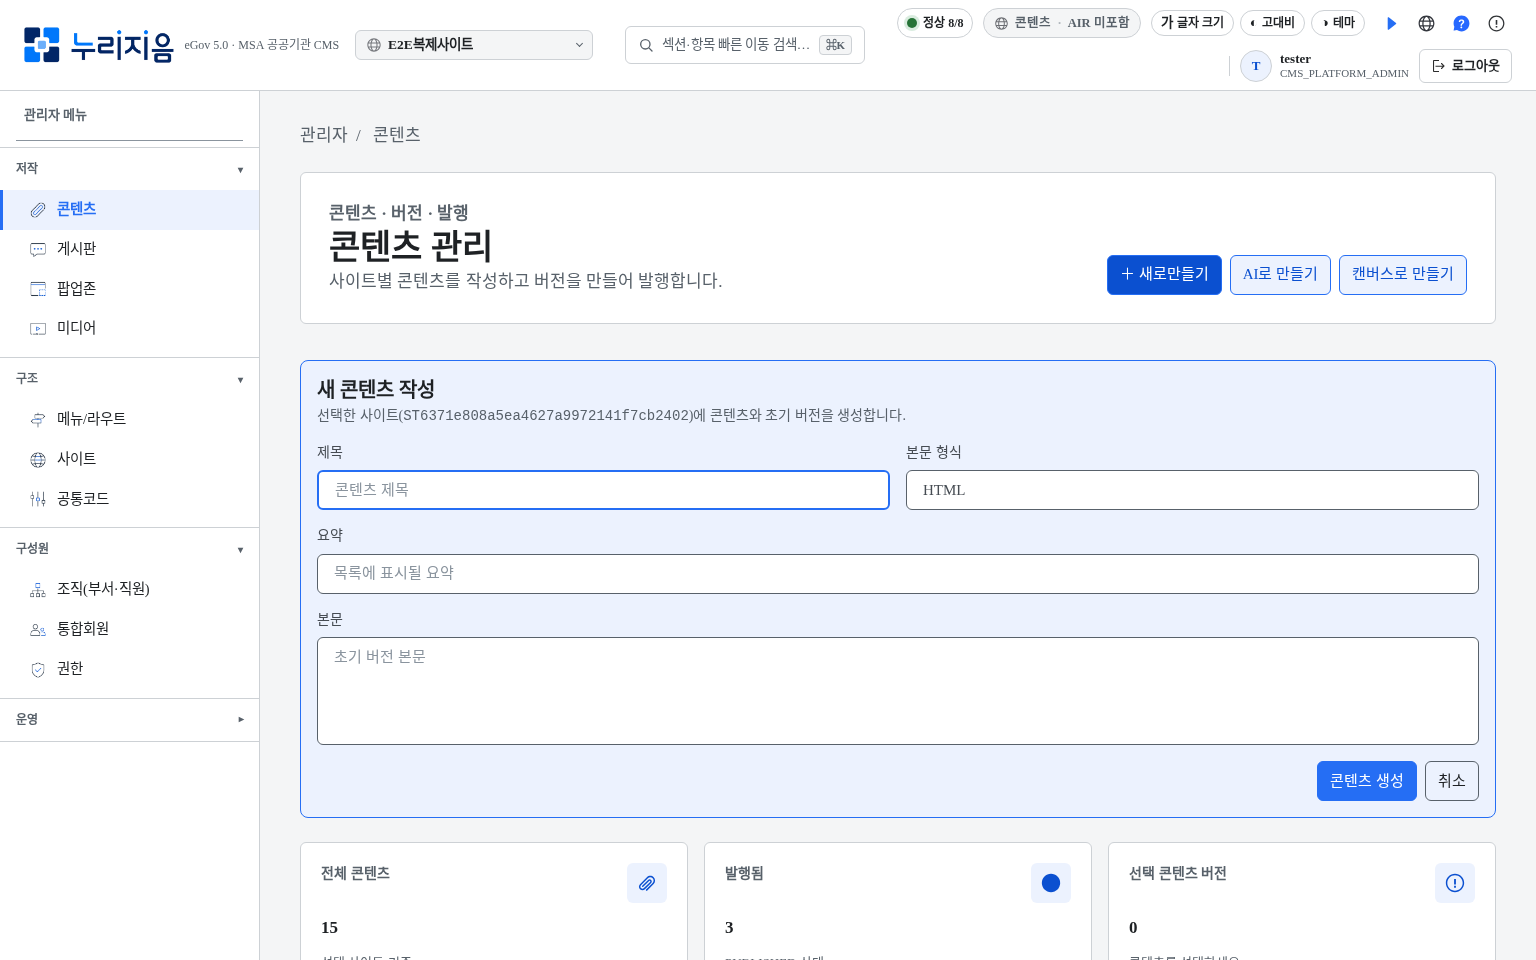 누리지음
eGov 5.0 · MSA 공공기관 CMS
E2E복제사이트
섹션·항목 빠른 이동 검색… ⌘K
정상 8/8
콘텐츠 · AIR 미포함
가 글자 크기
고대비
테마
T
tester
CMS_PLATFORM_ADMIN
로그아웃
관리자 메뉴
저작
콘텐츠
게시판
팝업존
미디어
구조
메뉴/라우트
사이트
공통코드
구성원
조직(부서·직원)
통합회원
권한
운영
관리자 / 콘텐츠
콘텐츠 · 버전 · 발행
콘텐츠 관리
사이트별 콘텐츠를 작성하고 버전을 만들어 발행합니다.
+ 새로만들기
AI로 만들기
캔버스로 만들기
새 콘텐츠 작성
선택한 사이트(ST6371e808a5ea4627a9972141f7cb2402)에 콘텐츠와 초기 버전을 생성합니다.
제목
콘텐츠 제목
본문 형식
HTML
요약
목록에 표시될 요약
본문
초기 버전 본문
콘텐츠 생성
취소
전체 콘텐츠
15
발행됨
3
선택 콘텐츠 버전
0